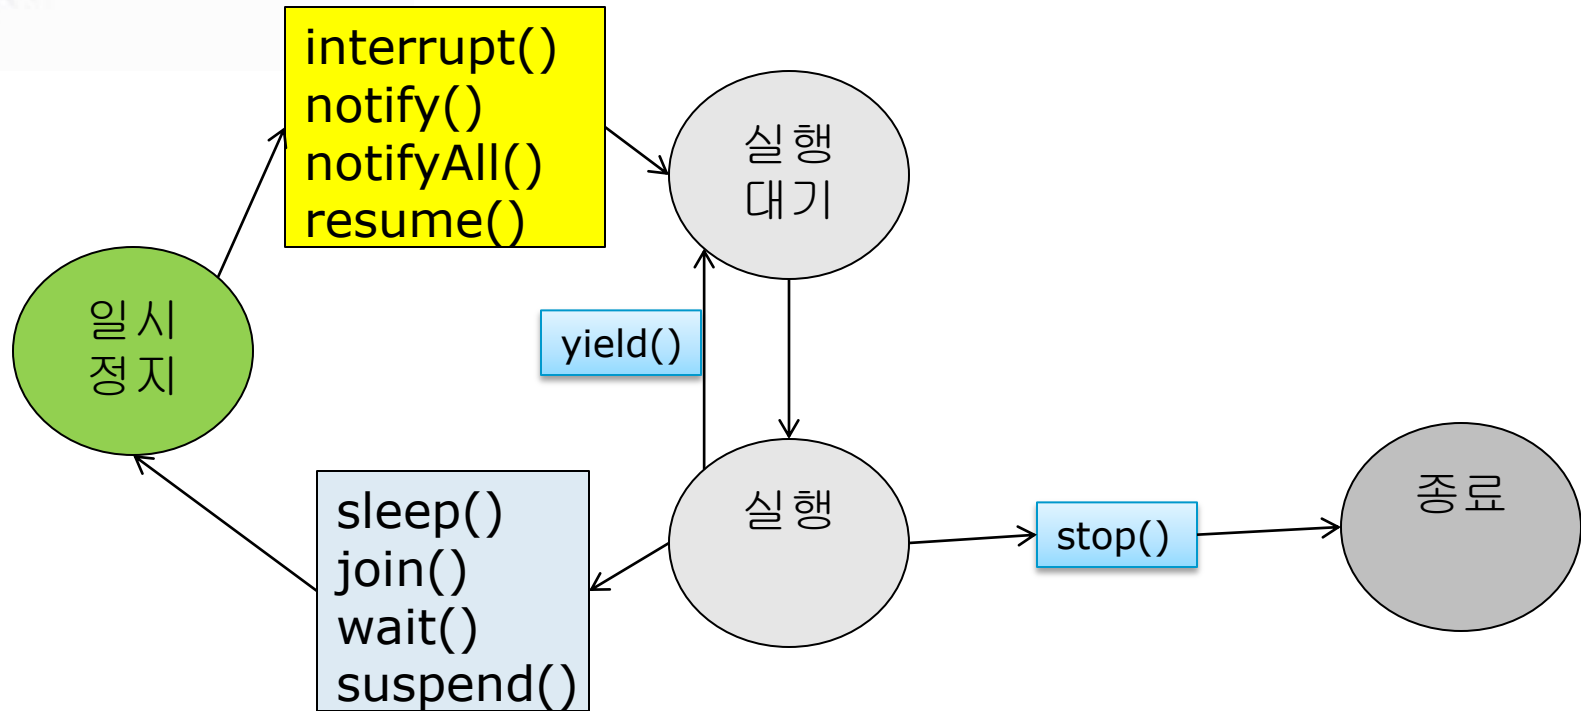 interrupt()
notify()
notifyAll()
resume()
실행
대기
일시
정지
yield()
sleep()
join()
wait()
suspend()
실행
stop()
종료